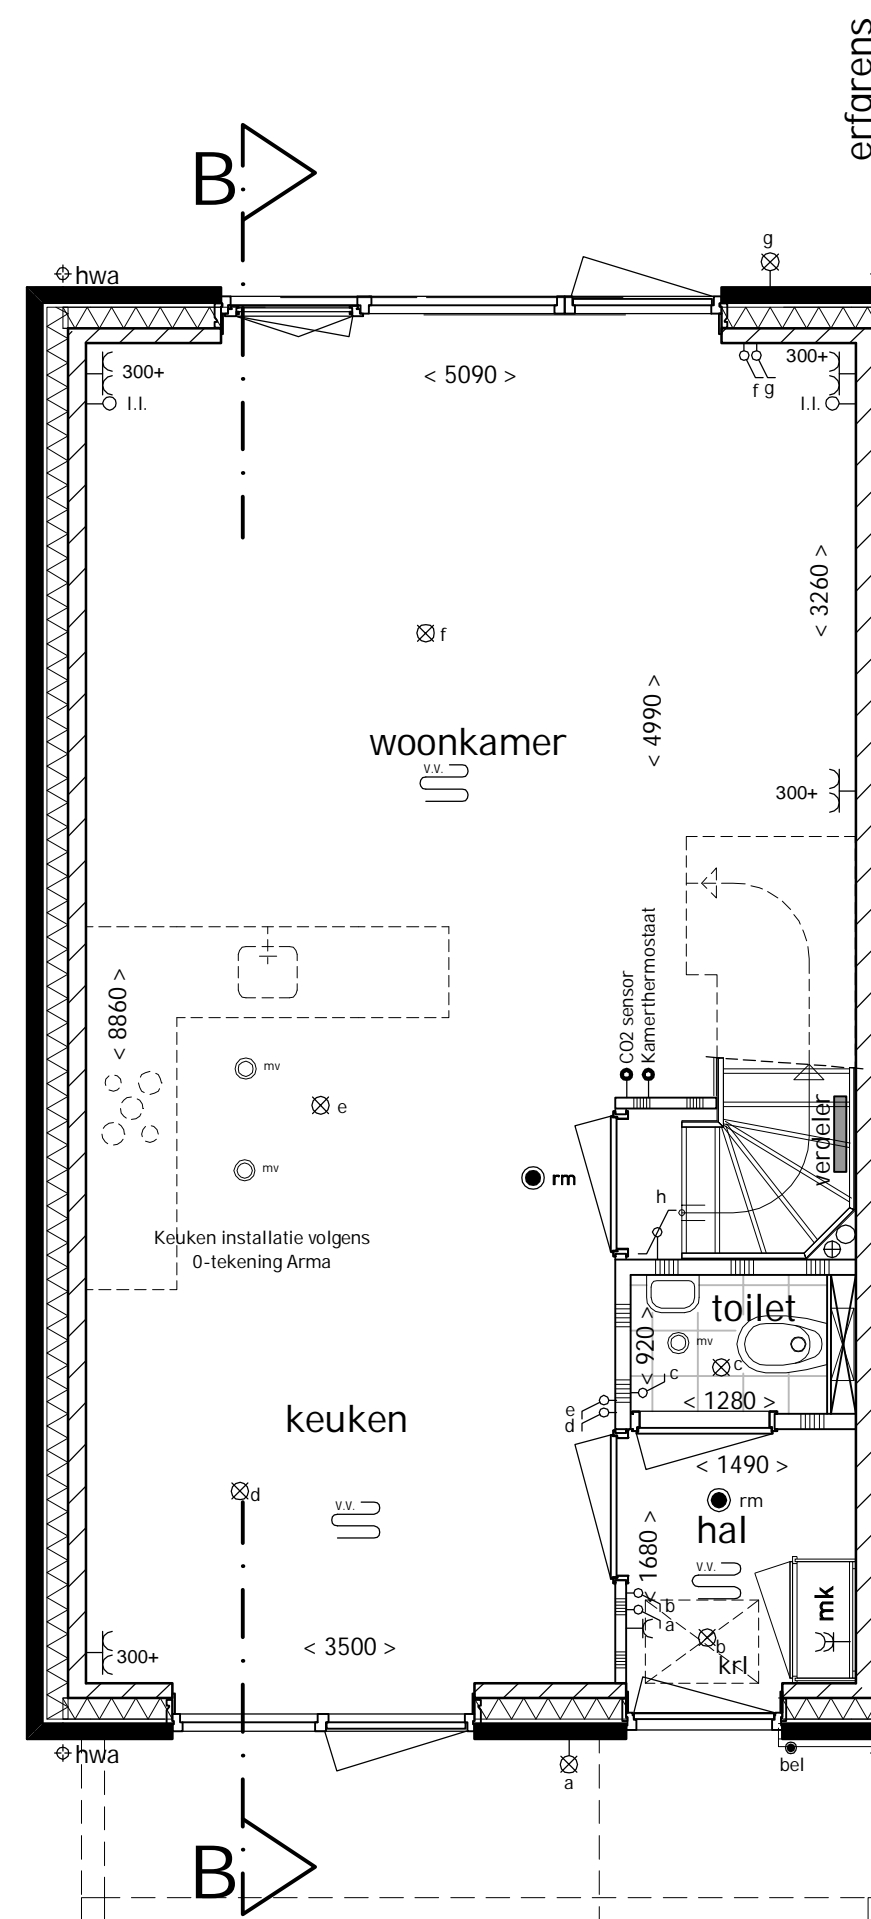 erfgrens
B
g
hwa
300+
l.l.
< 5090 >
f g
300+
l.l.
< 3260 >
f
< 4990 >
woonkamer
v.v.
300+
< 8860 >
CO2 sensor
Kamerthermostaat
mv
e
verdeler
mv
rm
h
Keuken installatie volgens
0-tekening Arma
toilet
< 920 >
mv
c
c
< 1280 >
e
d
keuken
< 1490 >
d
v.v.
rm
hal
< 1680 >
v.v.
b
a
mk
b
krl
300+
< 3500 >
hwa
a
bel
B